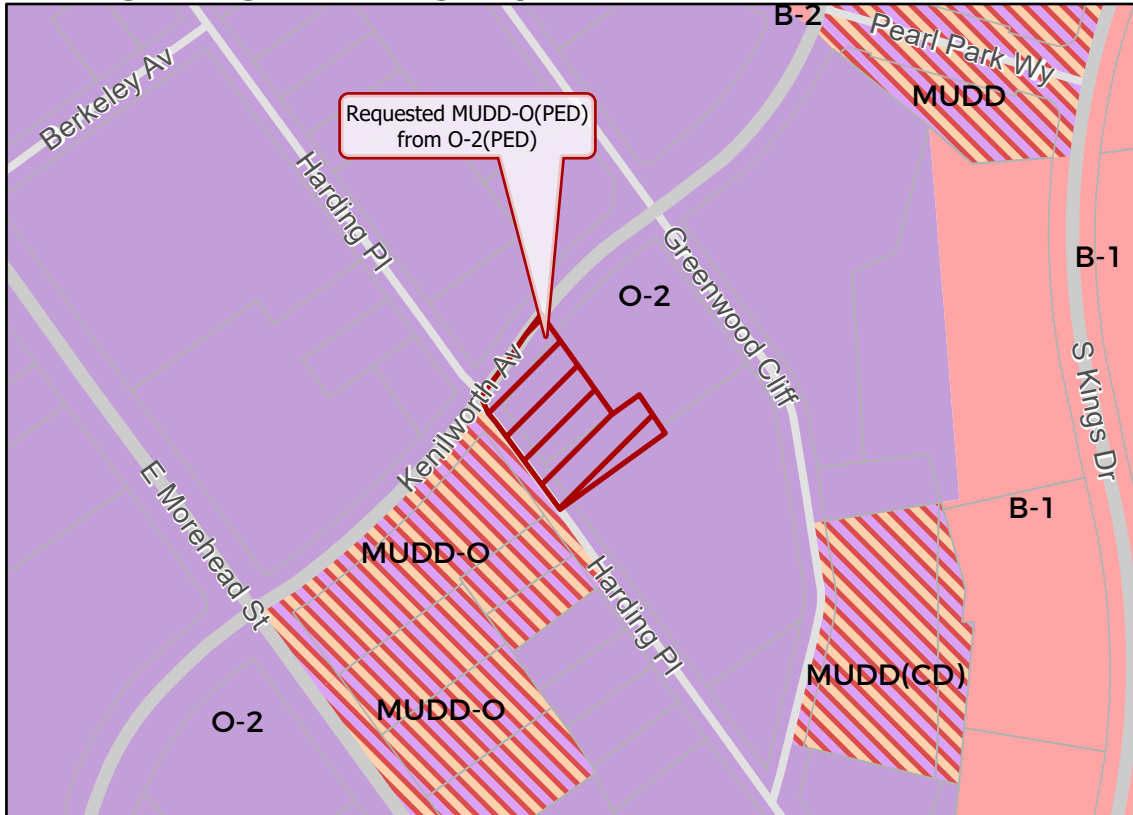 B-2
Pearl Park Wy
MUDD
Berkeley Av
Requested MUDD-O(PED)
from O-2(PED)
Harding Pl
Greenwood Cliff
B-1
O-2
S Kings Dr
Kenilworth Av
E Morehead St
B-1
MUDD-O
Harding Pl
MUDD(CD)
MUDD-O
O-2